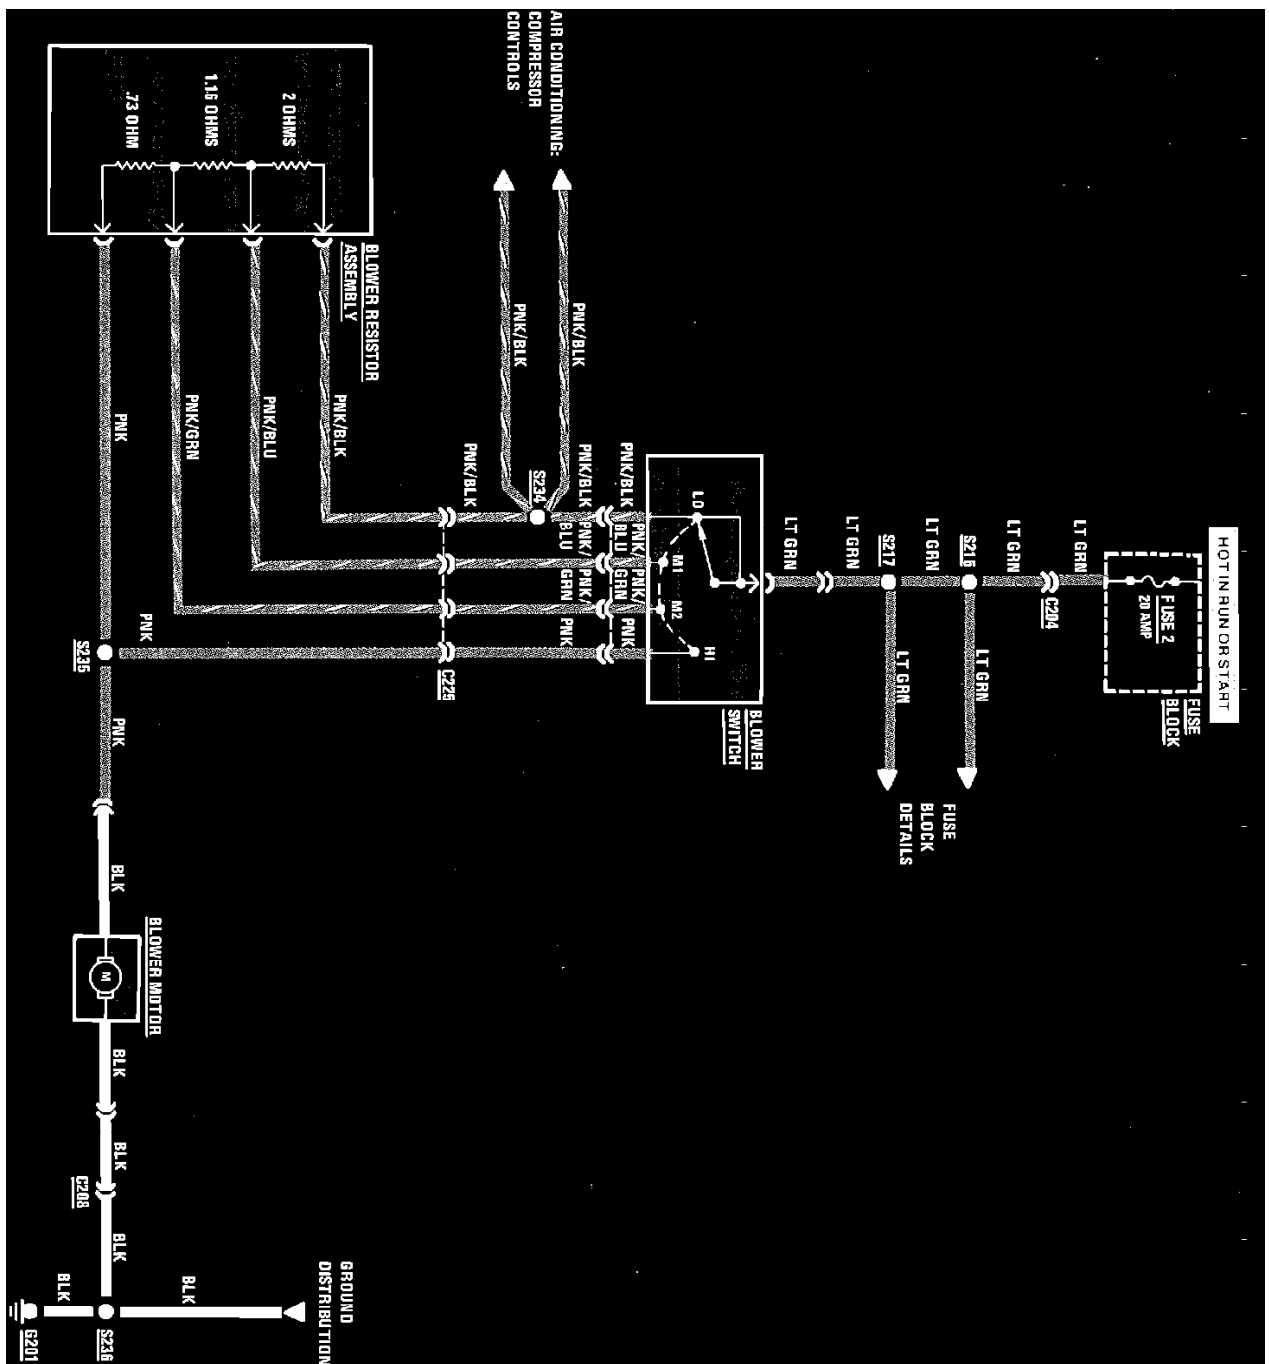 HOT IN RUN OR START
FUSE
BLOCK
FUSE 2
20 AMP
LT GRN
C204
LT GRN
S216
LT GRN
LT GRN
S217
LT GRN
LT GRN
LT GRN
FUSE
BLOCK
DETAILS
BLOWER
SWITCH
LO
M1
M2
HI
PNK/BLK
PNK/
BLU
PNK/
GRN
PNK
PNK/BLK
PNK/
BLU
PNK/
GRN
PNK
AIR CONDITIONING:
COMPRESSOR
CONTROLS
PNK/BLK
PNK/BLK
S234
PNK/BLK
C225
BLOWER RESISTOR
ASSEMBLY
2 OHMS
1.16 OHMS
.73 OHM
PNK/BLK
PNK/BLU
PNK/GRN
PNK
PNK
S235
PNK
BLK
BLOWER MOTOR
M
BLK
BLK
C208
BLK
GROUND
DISTRIBUTION
BLK
BLK
S236
G201